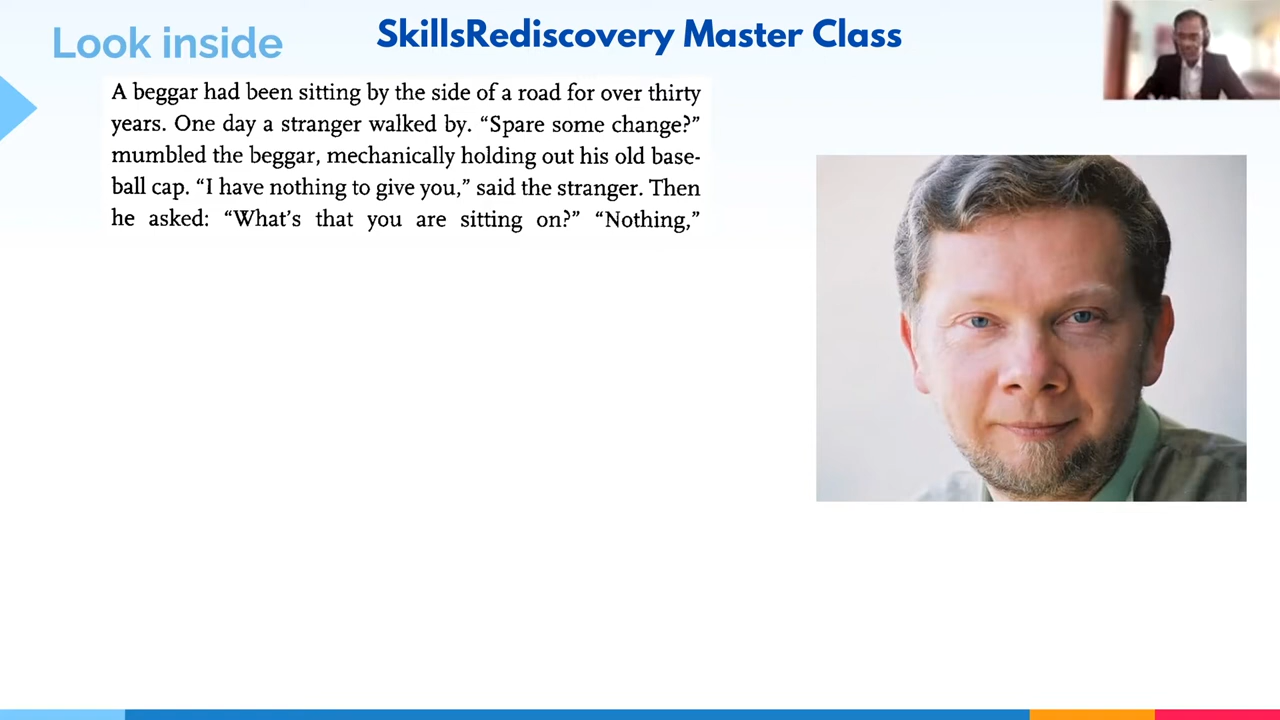 Look inside
SkillsRediscovery Master Class
A beggar had been sitting by the side of a road for over thirty
years. One day a stranger walked by. “Spare some change?”
mumbled the beggar, mechanically holding out his old base-
ball cap. “I have nothing to give you,” said the stranger. Then
he asked: “What’s that you are sitting on?” “Nothing,”